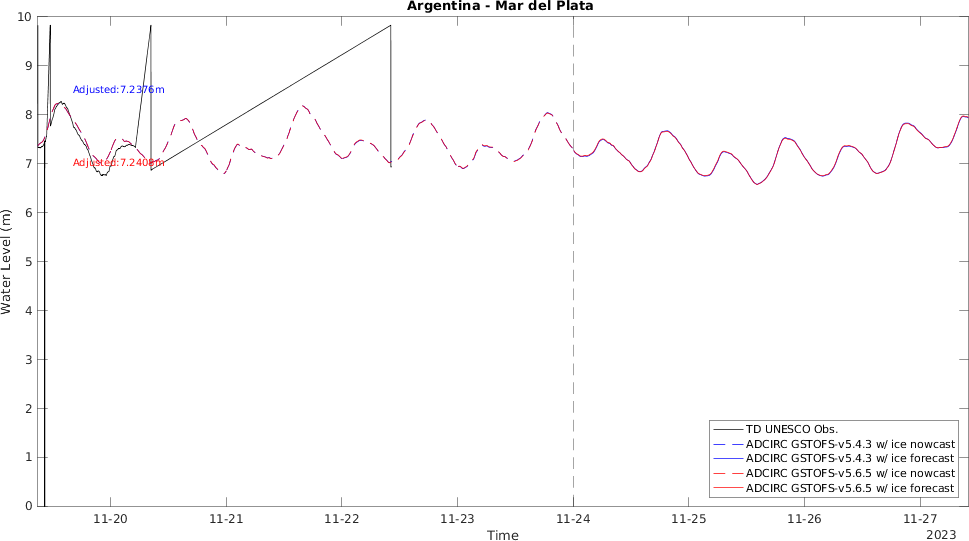 Argentina - Mar del Plata
Adjusted:7.2376m
Adjusted:7.2408m
Water Level (m)
10
9
8
7
6
5
4
3
2
1
0
11-20
11-21
11-22
11-23
11-24
11-25
11-26
11-27
Time
2023
TD UNESCO Obs.
ADCIRC GSTOFS-v5.4.3 w/ ice nowcast
ADCIRC GSTOFS-v5.4.3 w/ ice forecast
ADCIRC GSTOFS-v5.6.5 w/ ice nowcast
ADCIRC GSTOFS-v5.6.5 w/ ice forecast